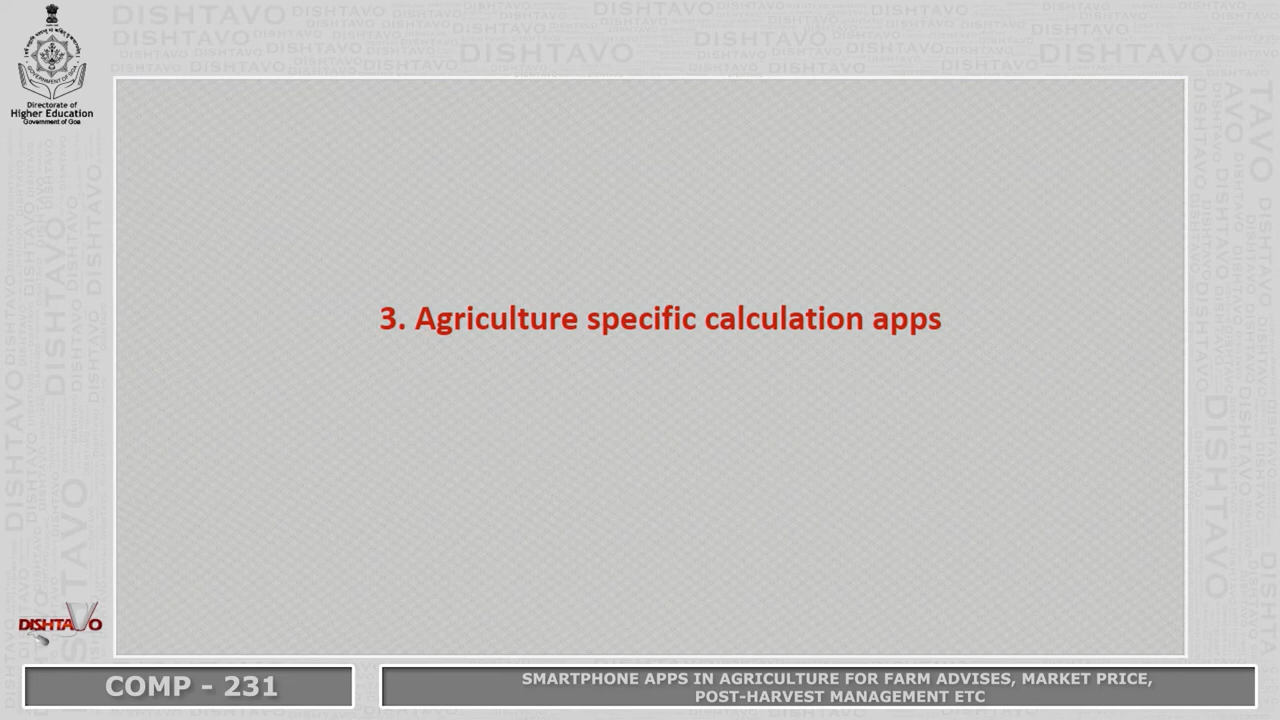 Directorate of
Higher Education
Government of Goa
3. Agriculture specific calculation apps
DISHTAVO
COMP - 231
SMARTPHONE APPS IN AGRICULTURE FOR FARM ADVISES, MARKET PRICE,
POST-HARVEST MANAGEMENT ETC